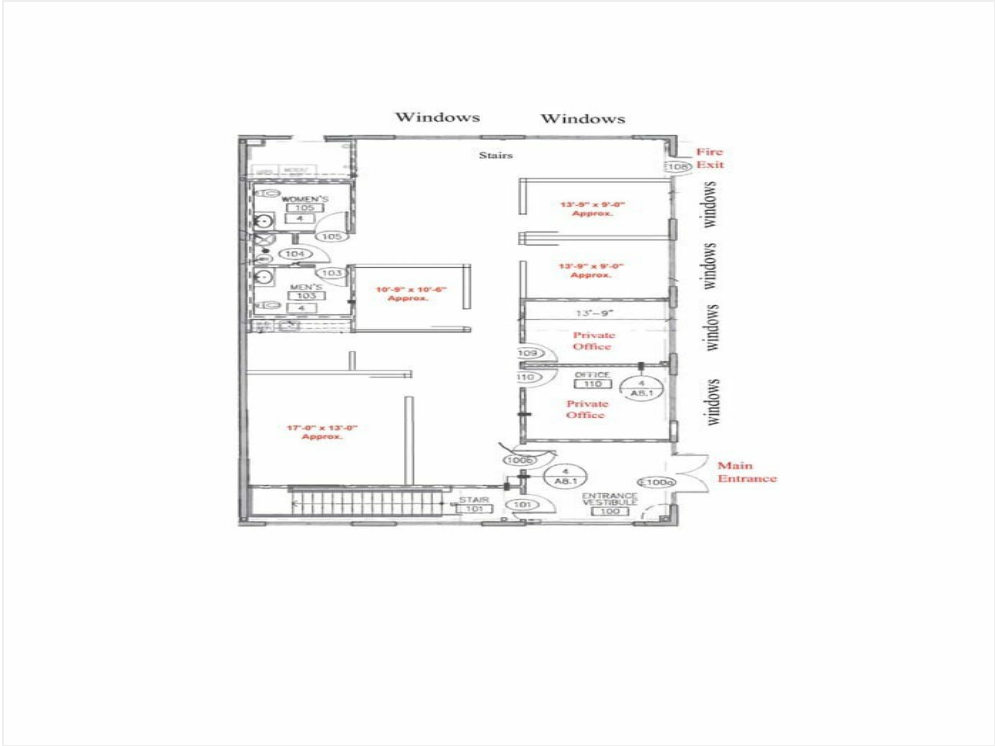 Windows
Windows
Stairs
Fire
Exit
108
WOMEN'S
105
4
105
13'-9" x 9'-0"
Approx.
windows
104
13'-9" x 9'-0"
Approx.
windows
103
MEN'S
103
4
10'-9" x 10'-6"
Approx.
13'-9"
Private
Office
windows
109
110
OFFICE
110
4
A8.1
Private
Office
windows
17'-0" x 13'-0"
Approx.
100b
4
A8.1
Main
Entrance
E100a
STAIR
101
101
ENTRANCE
VESTIBULE
100